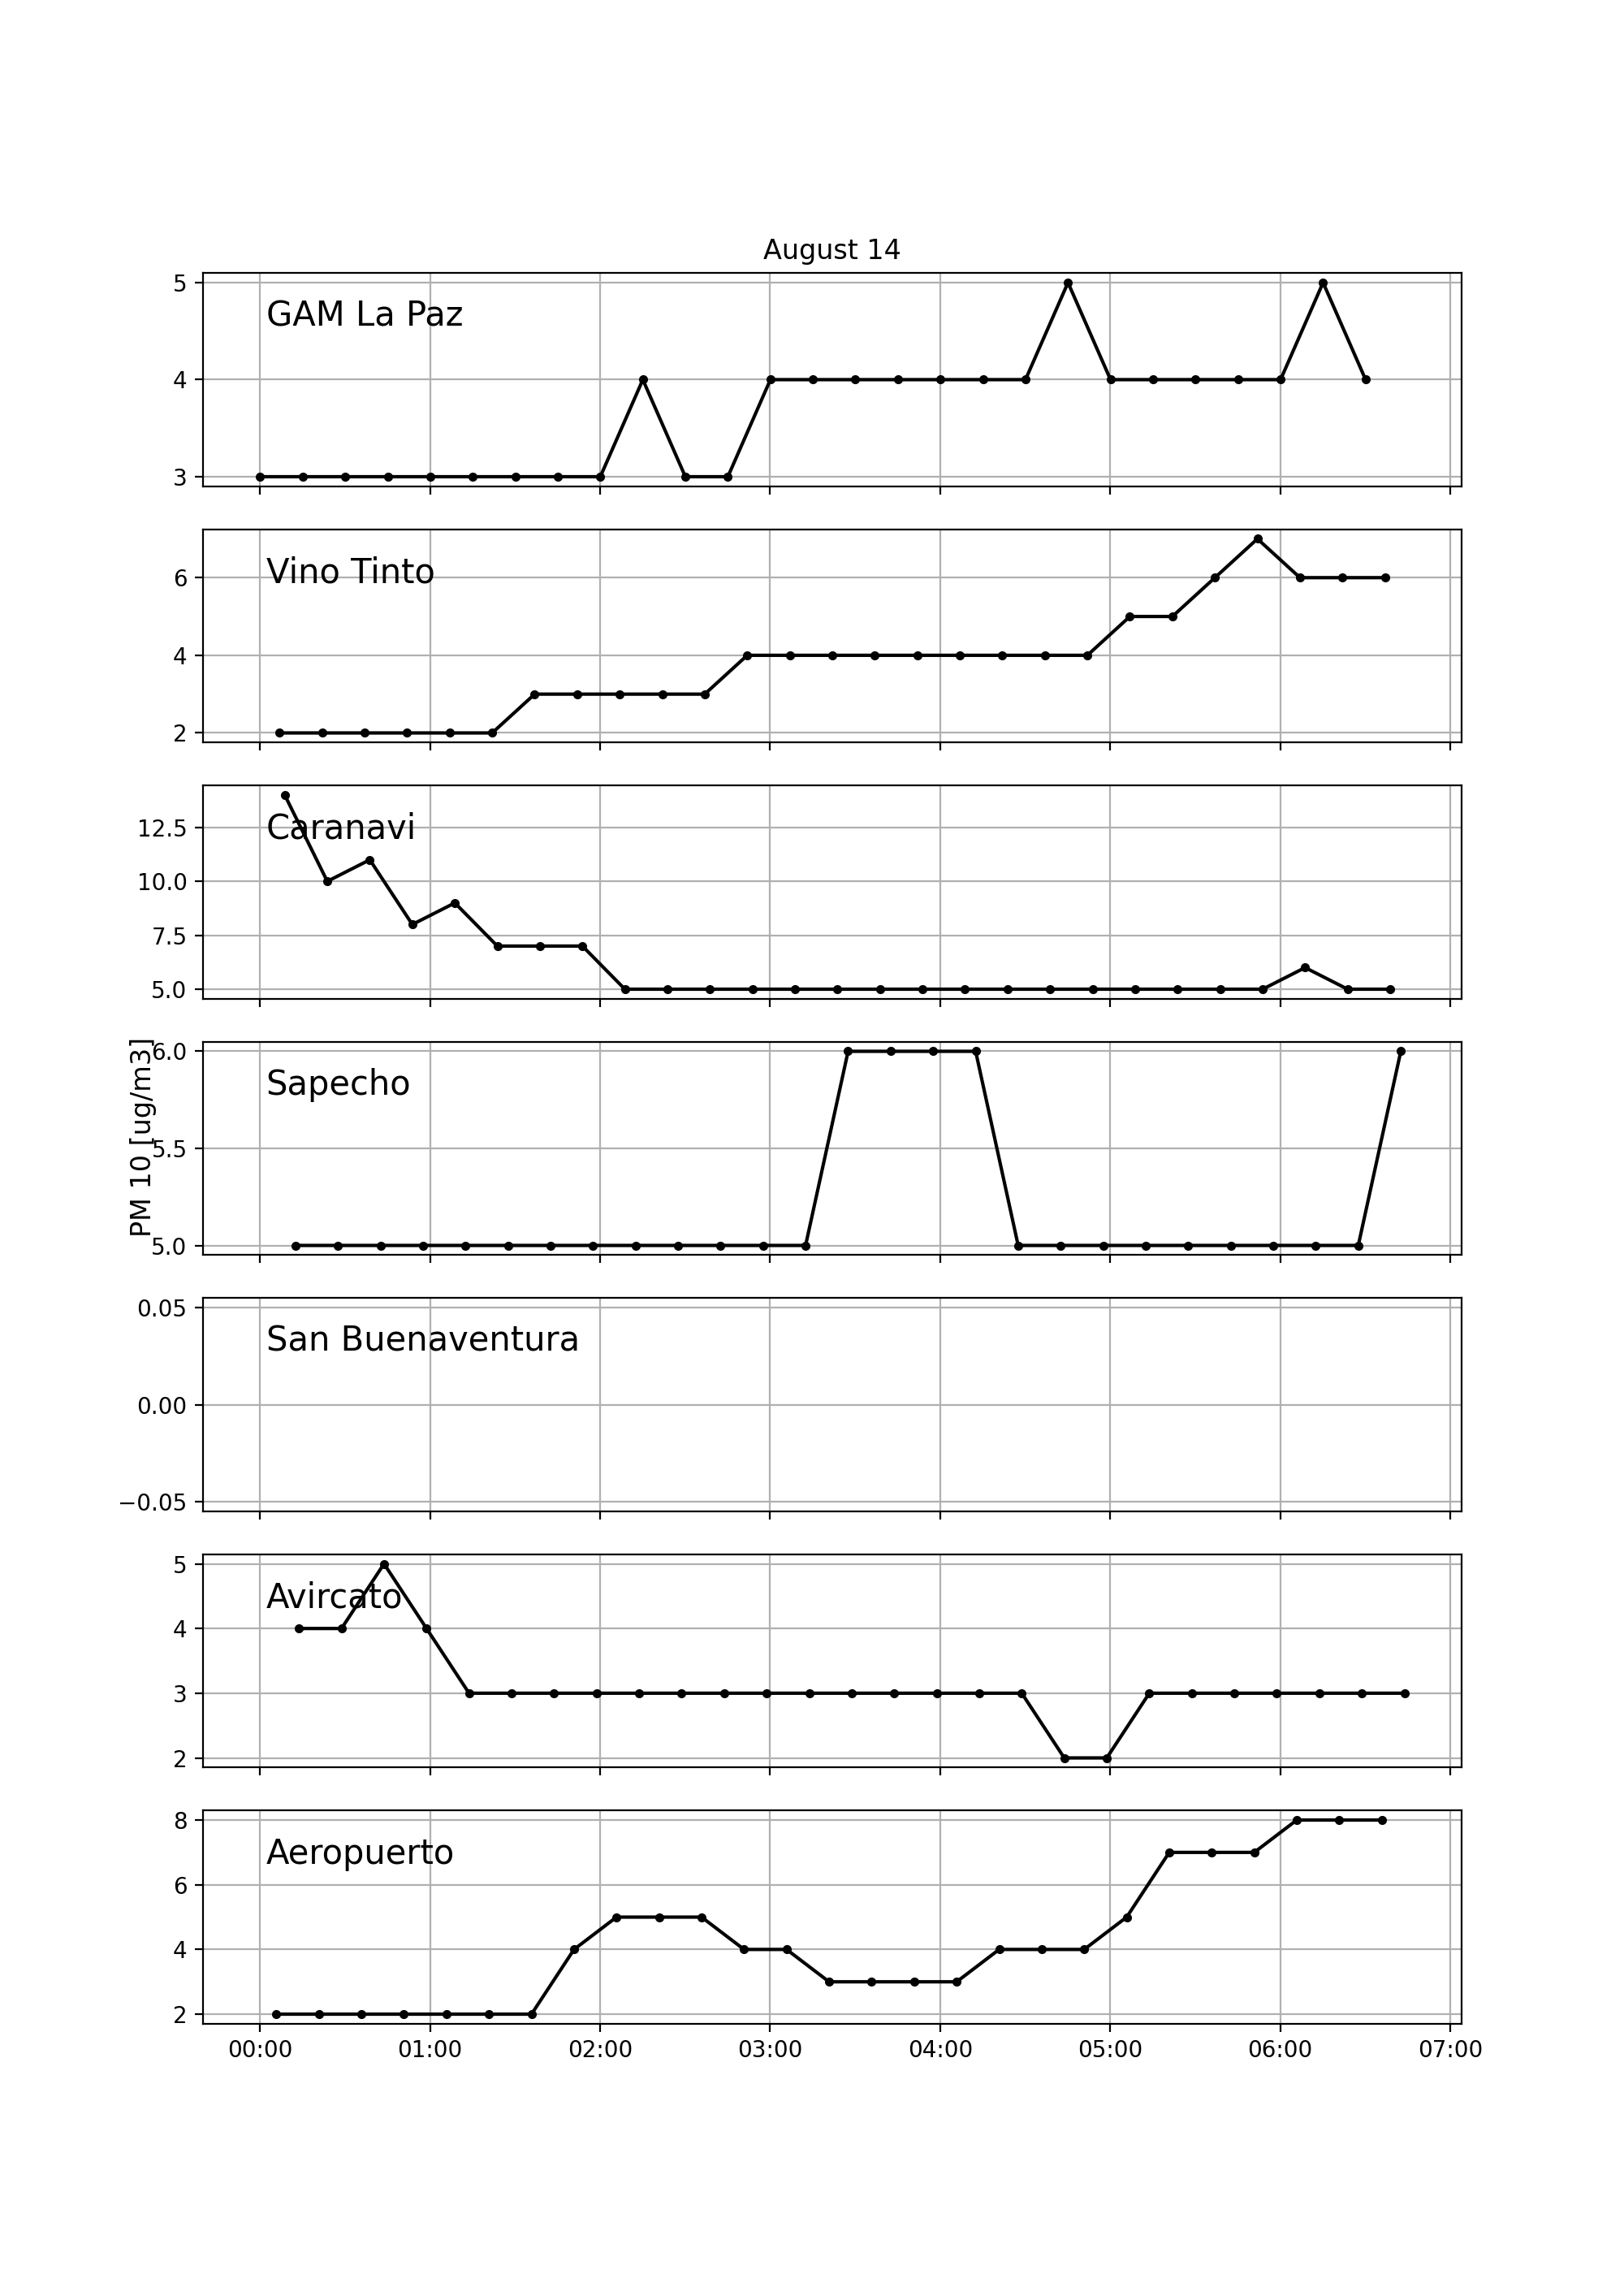 August 14
5
GAM La Paz
4
3
Vino Tinto
6
4
2
Caranavi
12.5
10.0
7.5
5.0
PM 10 [ug/m3]
6.0
Sapecho
5.5
5.0
0.05
San Buenaventura
0.00
−0.05
5
Avircato
4
3
2
8
Aeropuerto
6
4
2
00:00 01:00 02:00 03:00 04:00 05:00 06:00 07:00